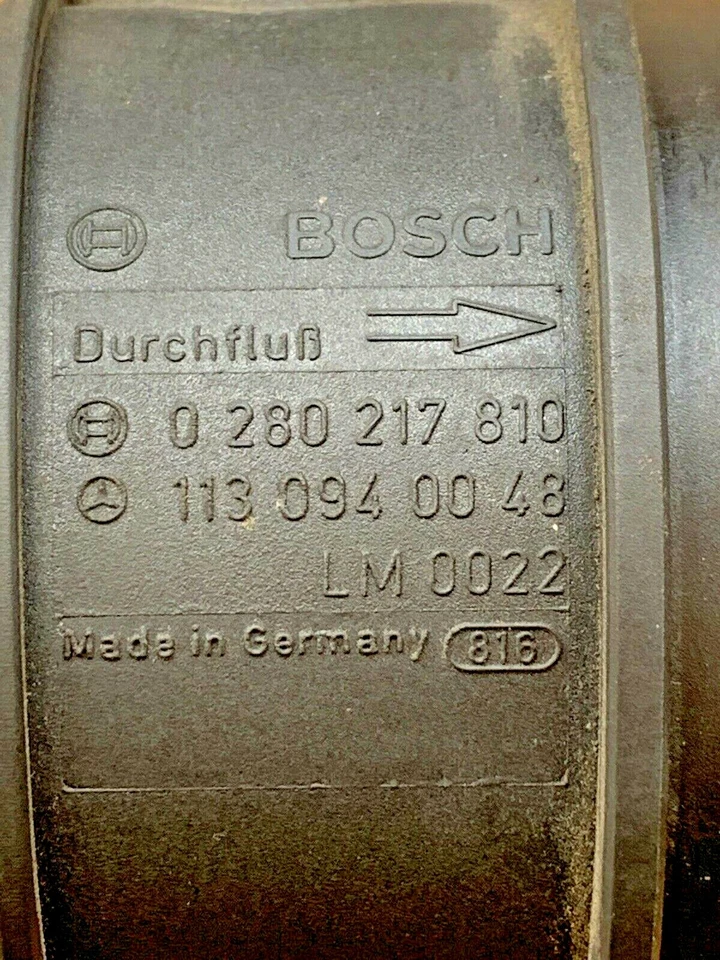 BOSCH
Durchfluß
0 280 217 810
113 094 00 48
LM 0022
Made in Germany 816